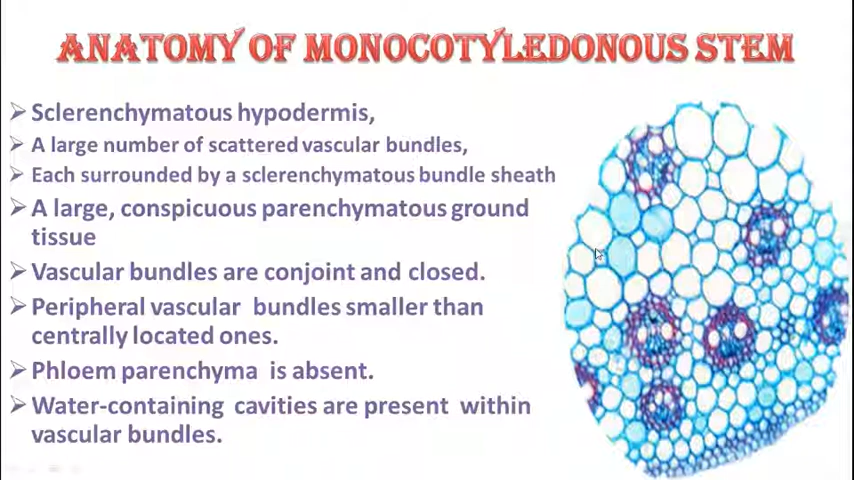 ANATOMY OF MONOCOTYLEDONOUS STEM
Sclerenchymatous hypodermis,
A large number of scattered vascular bundles,
Each surrounded by a sclerenchymatous bundle sheath
A large, conspicuous parenchymatous ground
tissue
Vascular bundles are conjoint and closed.
Peripheral vascular bundles smaller than
centrally located ones.
Phloem parenchyma is absent.
Water-containing cavities are present within
vascular bundles.